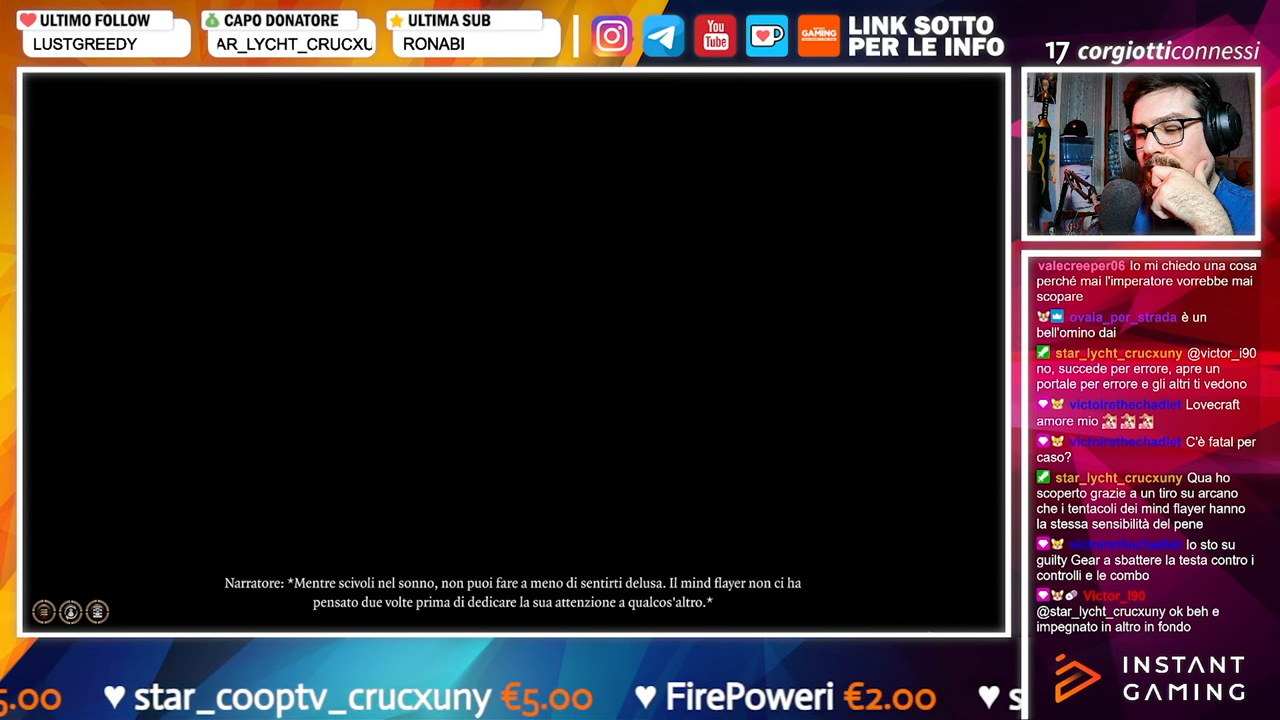 ULTIMO FOLLOW
LUSTGREEDY
CAPO DONATORE
AR_LYCHT_CRUCXU
ULTIMA SUB
RONABI
You
Tube
GAMING
LINK SOTTO
PER LE INFO
17 corgiotticonnessi
valecreeper06 Io mi chiedo una cosa
perché mai l'imperatore vorrebbe mai
scopare
ovaia_per_strada è un
bell'omino dai
star_lycht_crucxuny @victor_i90
no, succede per errore, apre un
portale per errore e gli altri ti vedono
victoirethechadlet Lovecraft
amore mio
victoirethechadlet C'è fatal per
caso?
star_lycht_crucxuny Qua ho
scoperto grazie a un tiro su arcano
che i tentacoli dei mind flayer hanno
la stessa sensibilità del pene
victoirethechadlet Io sto su
guilty Gear a sbattere la testa contro i
controlli e le combo
Victor_I90
@star_lycht_crucxuny ok beh e
impegnato in altro in fondo
Narratore: *Mentre scivoli nel sonno, non puoi fare a meno di sentirti delusa. Il mind flayer non ci ha
pensato due volte prima di dedicare la sua attenzione a qualcos'altro.*
INSTANT
GAMING
5.00 ♥ star_cooptv_crucxuny €5.00 ♥ FirePoweri €2.00 ♥ s